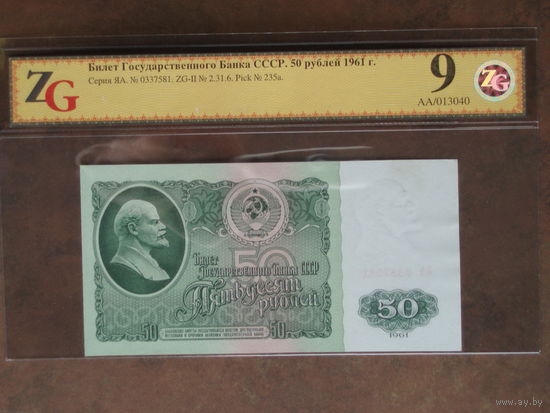 ZG
Билет Государственного Банка СССР. 50 рублей 1961 г.
Серия ЯА. № 0337581. ZG-II № 2.31.6. Pick № 235a.
9
ZG
AA/013040
50
Билет
Государственного Банка СССР
Пятьдесят
рублей
50
50
50
1961
www.ay.by